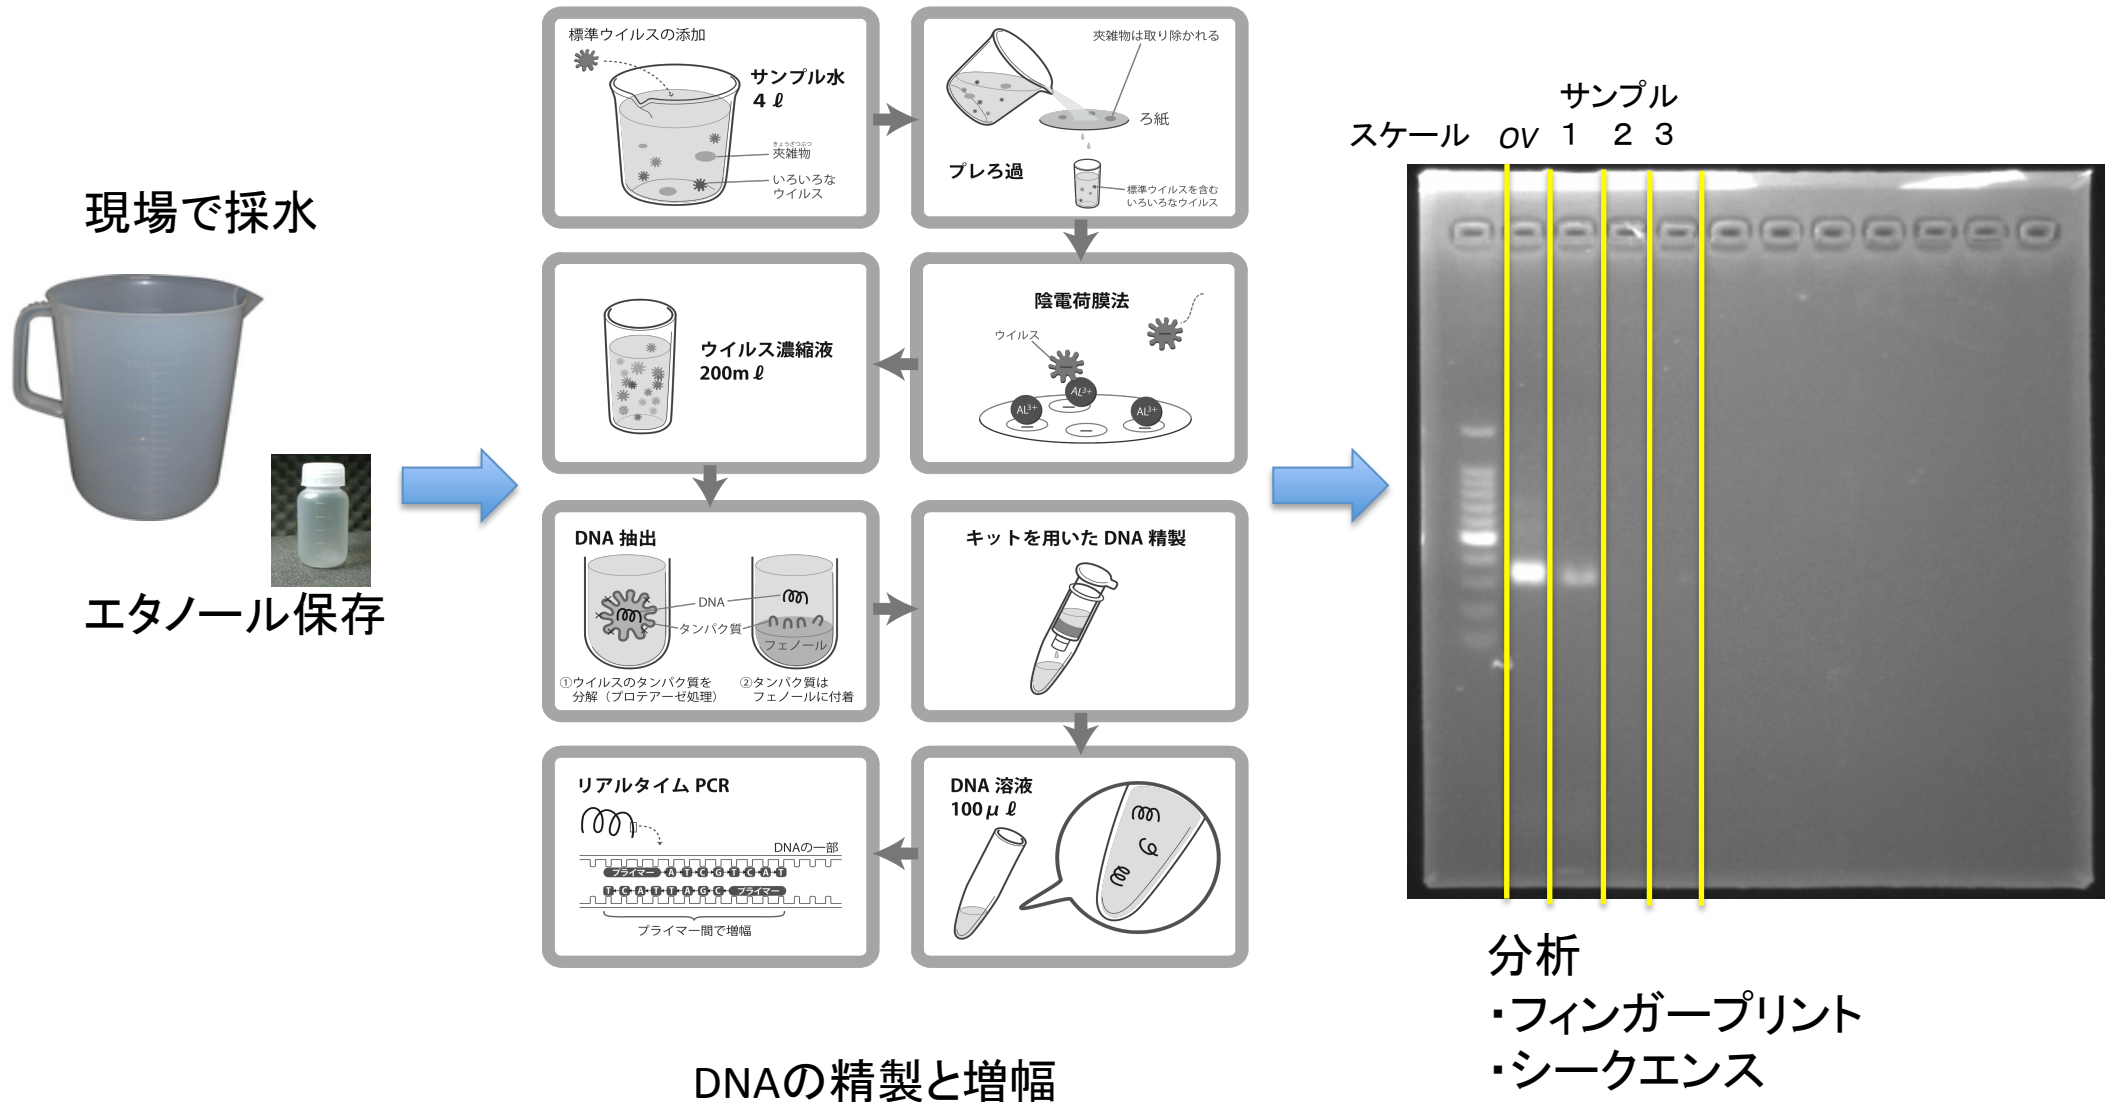 現場で採水
エタノール保存
標準ウイルスの添加
サンプル水
4ℓ
きょうざつぶつ
夾雑物
いろいろな
ウイルス
夾雑物は取り除かれる
ろ紙
プレろ過
標準ウイルスを含む
いろいろなウイルス
陰電荷膜法
ウイルス
AL³⁺
AL³⁺
AL³⁺
ウイルス濃縮液
200mℓ
DNA 抽出
DNA
タンパク質
フェノール
①ウイルスのタンパク質を
分解（プロテアーゼ処理）
②タンパク質は
フェノールに付着
キットを用いた DNA 精製
DNA 溶液
100μℓ
リアルタイム PCR
DNAの一部
プライマー A T C G T C A T
T C A T T A G C プライマー
プライマー間で増幅
DNAの精製と増幅
サンプル
スケール OV 1 2 3
分析
・フィンガープリント
・シークエンス